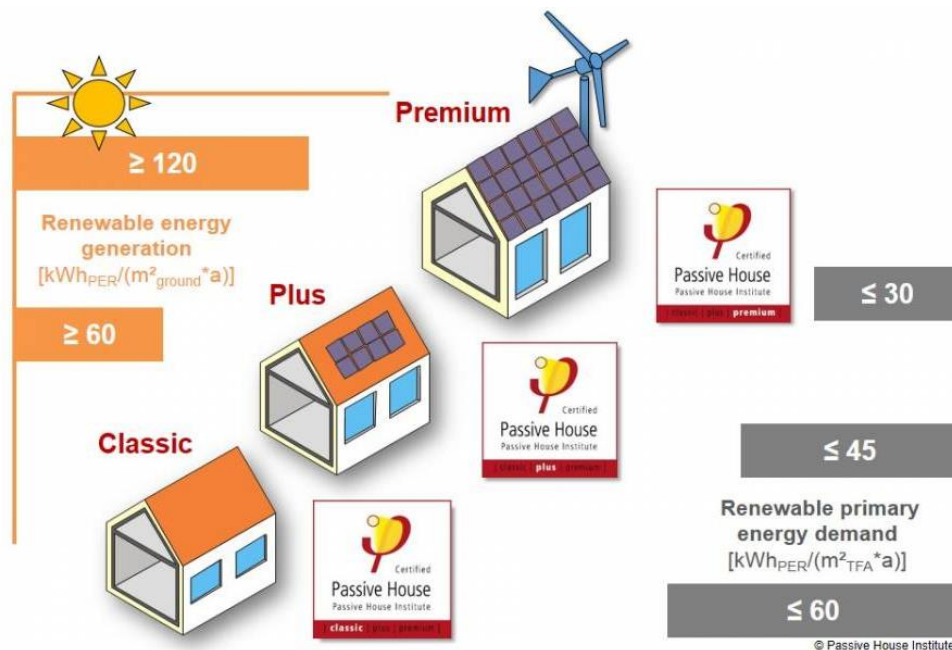 Premium
≥ 120
Renewable energy
generation
[kWhPER/(m²ground*a)]
≥ 60
Plus
Classic
Certified
Passive House
Passive House Institute
| classic | plus | premium |
≤ 30
Certified
Passive House
Passive House Institute
| classic | plus | premium |
≤ 45
Renewable primary
energy demand
[kWhPER/(m²TFA*a)]
Certified
Passive House
Passive House Institute
| classic | plus | premium |
≤ 60
© Passive House Institute